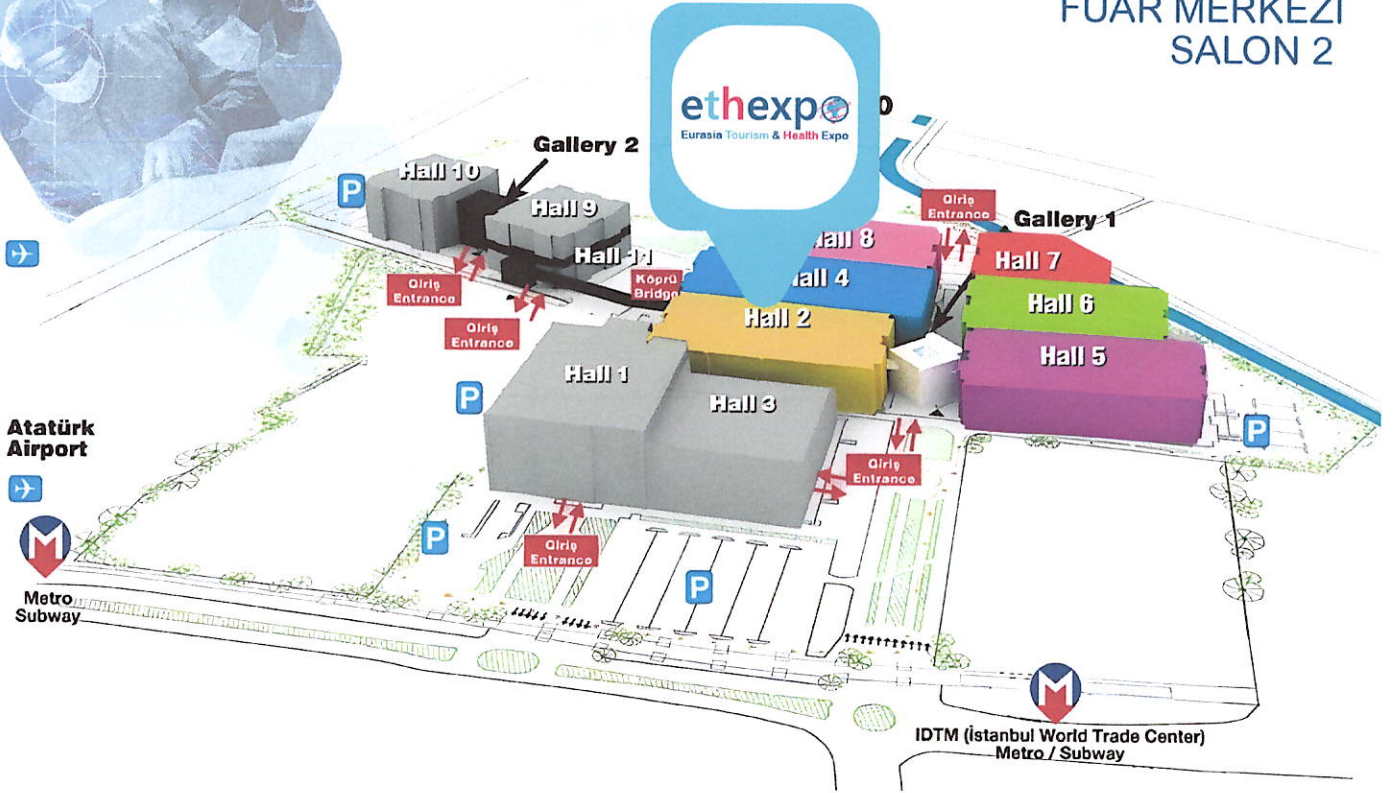 FUAR MERKEZİ
SALON 2
ethexpo
Eurasia Tourism & Health Expo
Gallery 2
Hall 10
P
Hall 9
Giriş
Entrance
Gallery 1
Hall 8
Hall 7
Hall 11
Köprü
Bridge
Hall 4
Giriş
Entrance
Hall 6
Hall 2
Giriş
Entrance
Hall 5
Hall 1
Hall 3
P
P
Atatürk
Airport
Giriş
Entrance
P
M
Giriş
Entrance
P
Metro
Subway
M
IDTM (İstanbul World Trade Center)
Metro / Subway